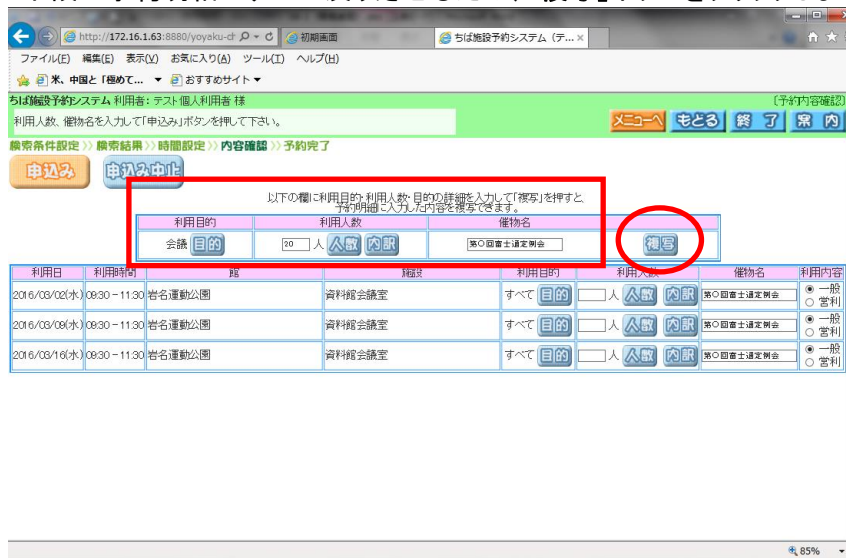 http://172.16.1.63:8880/yoyaku-ch
初期画面
ちば施設予約システム (テ...
ファイル(F) 編集(E) 表示(V) お気に入り(A) ツール(T) ヘルプ(H)
米、中国と「極めて... おすすめサイト
ちば施設予約システム 利用者:テスト個人利用者 様 [予約内容確認]
利用人数、催物名を入力して「申込み」ボタンを押して下さい。 メニューへ もどる 終了 案内
検索条件設定 》 検索結果 》 時間設定 》 内容確認 》 予約完了
申込み 申込み中止
以下の欄に利用目的・利用人数・目的の詳細を入力して「複写」を押すと、
予約明細に入力した内容を複写できます。
利用目的 利用人数 催物名
会議 目的 20 人 人数 内訳 第○回富士通定例会 複写
利用日 利用時間 館 施設 利用目的 利用人数 催物名 利用内容
2016/03/02(水) 09:30-11:30 岩名運動公園 資料館会議室 すべて 目的 人 人数 内訳 第○回富士通定例会 一般
営利
2016/03/09(水) 09:30-11:30 岩名運動公園 資料館会議室 すべて 目的 人 人数 内訳 第○回富士通定例会 一般
営利
2016/03/16(水) 09:30-11:30 岩名運動公園 資料館会議室 すべて 目的 人 人数 内訳 第○回富士通定例会 一般
営利
85%